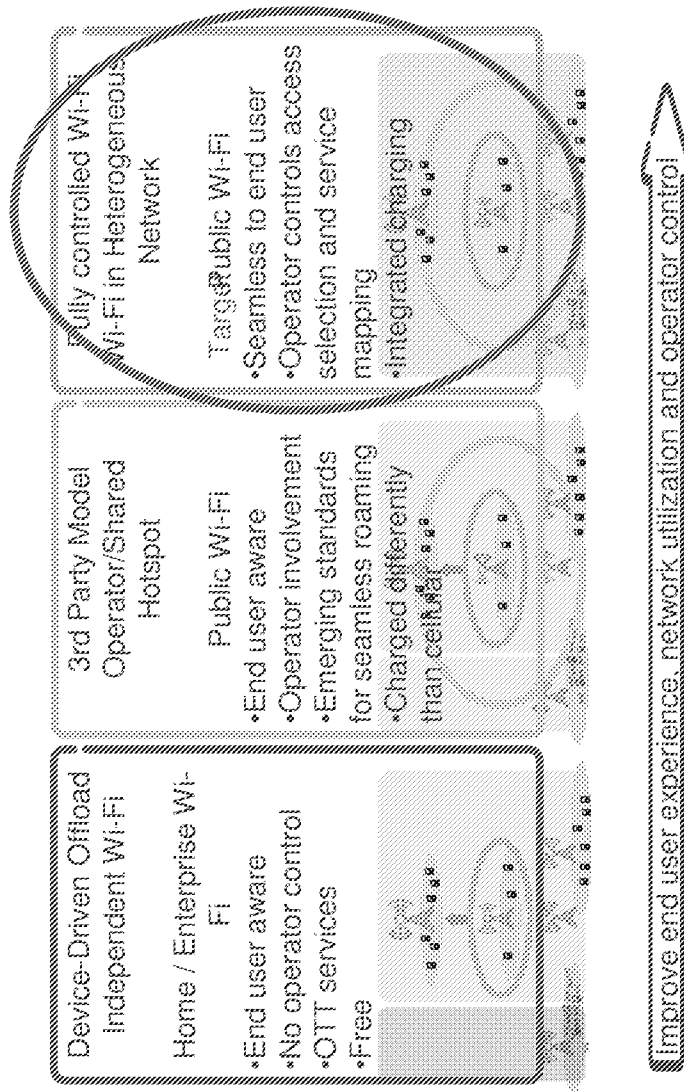 Device-Driven Offload
Independent Wi-Fi
Home / Enterprise Wi-
Fi
•End user aware
•No operator control
•OTT services
•Free
3rd Party Model
Operator/Shared
Hotspot
Public Wi-Fi
•End user aware
•Operator involvement
•Emerging standards
for seamless roaming
•Charged differently
than cellular
Fully controlled Wi-Fi
Wi-Fi in Heterogeneous
Network
Target
Public Wi-Fi
•Seamless to end user
•Operator controls access
selection and service
mapping
•Integrated charging
Improve end user experience, network utilization and operator control